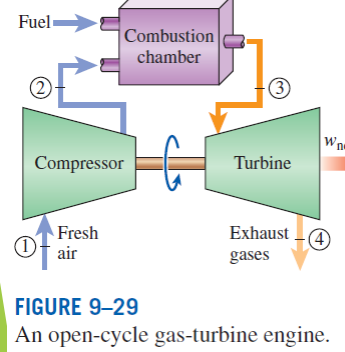 Fuel
Combustion
chamber
2
3
Compressor
Turbine
1
Fresh
air
Exhaust
gases
4
FIGURE 9–29
An open-cycle gas-turbine engine.